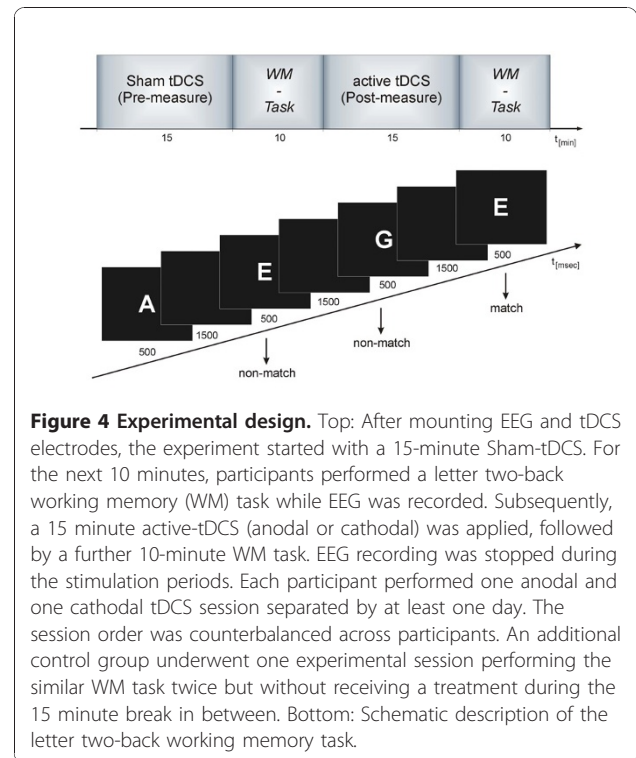 Sham tDCS
(Pre-measure)
WM
-
Task
active tDCS
(Post-measure)
WM
-
Task
15
10
15
10
t[min]
A
E
G
E
500
1500
500
1500
500
1500
500
t[msec]
non-match
non-match
match
Figure 4 Experimental design. Top: After mounting EEG and tDCS
electrodes, the experiment started with a 15-minute Sham-tDCS. For
the next 10 minutes, participants performed a letter two-back
working memory (WM) task while EEG was recorded. Subsequently,
a 15 minute active-tDCS (anodal or cathodal) was applied, followed
by a further 10-minute WM task. EEG recording was stopped during
the stimulation periods. Each participant performed one anodal and
one cathodal tDCS session separated by at least one day. The
session order was counterbalanced across participants. An additional
control group underwent one experimental session performing the
similar WM task twice but without receiving a treatment during the
15 minute break in between. Bottom: Schematic description of the
letter two-back working memory task.